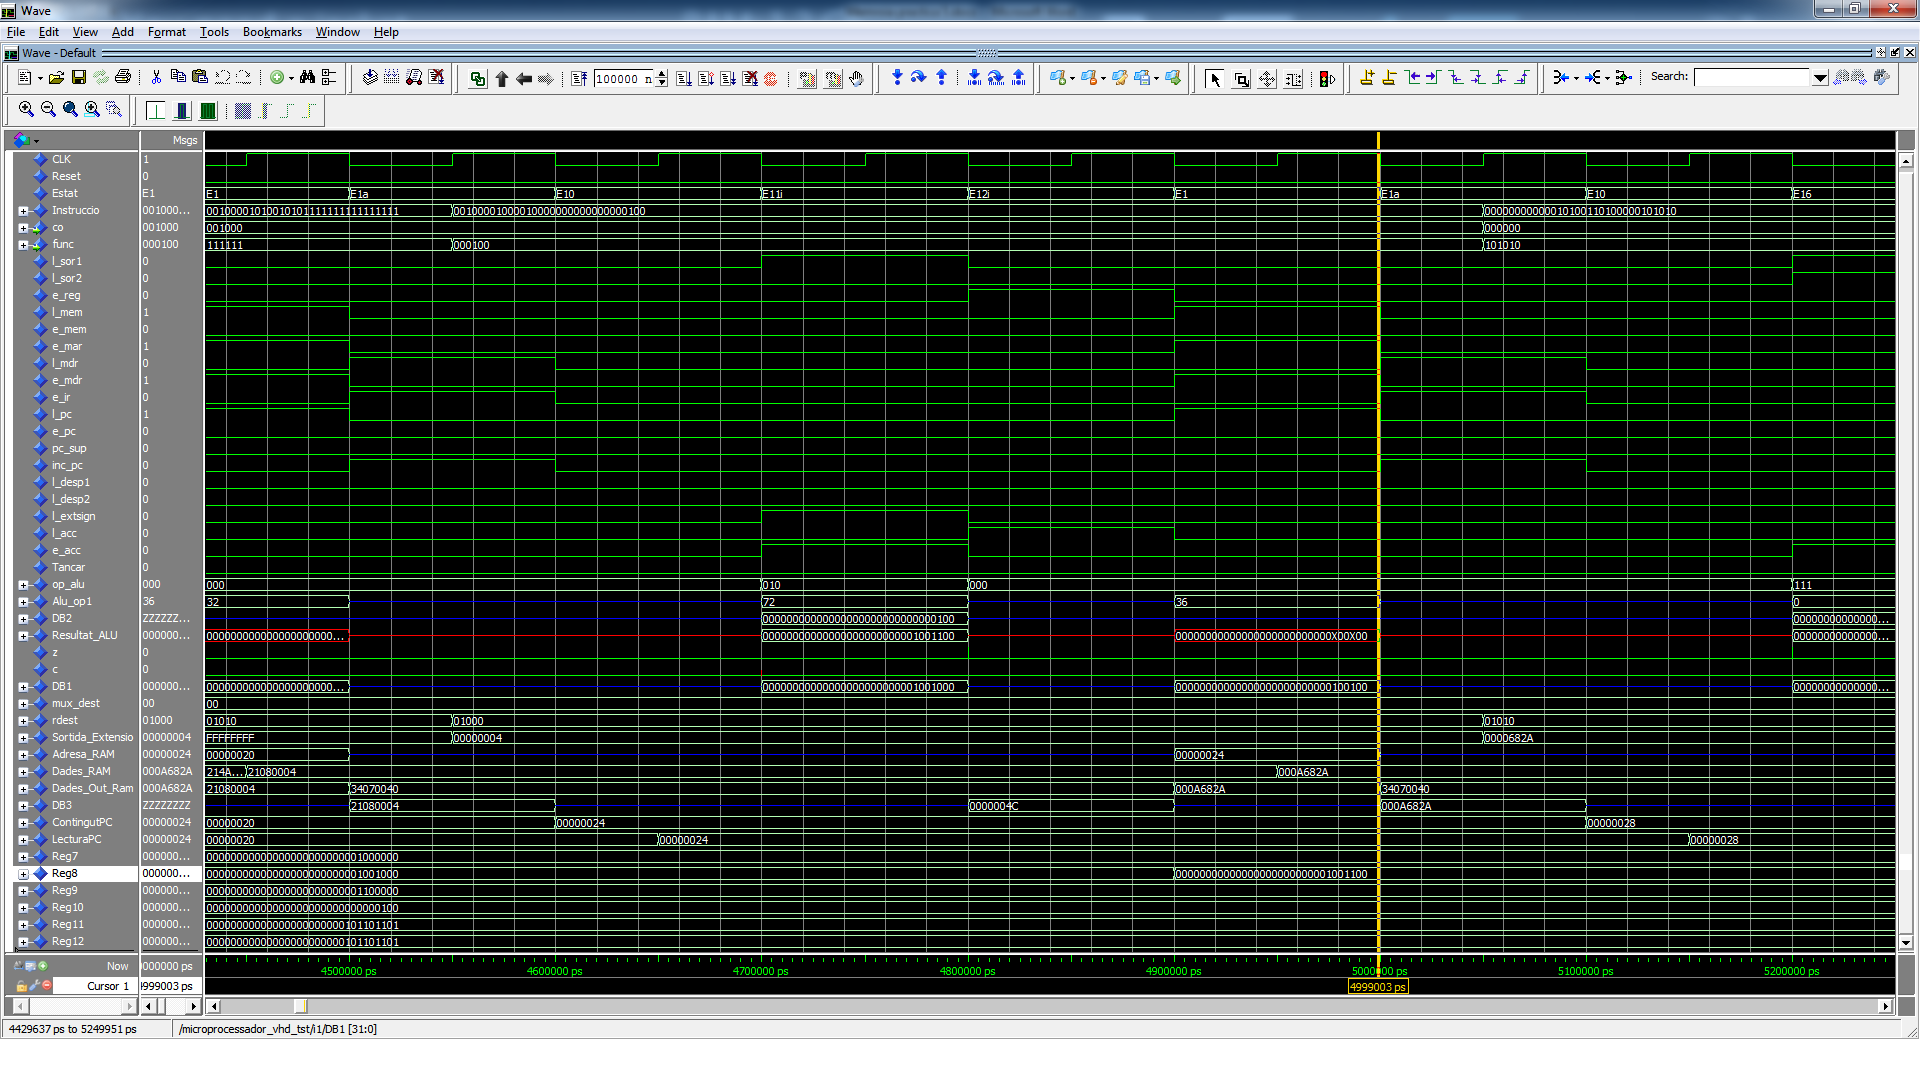 Wave
File Edit View Add Format Tools Bookmarks Window Help
Wave - Default
100000 n
Search:
Msgs
CLK 1
Reset 0
Estat E1 E1 E1a E10 E11i E12i E1 E1a E10 E16
Instruccio 001000... 00100001010010101111111111111111 00100001000010000000000000000100 00000000000010100110100000101010
co 001000 001000 000000
func 000100 111111 000100 101010
l_sor1 0
l_sor2 0
e_reg 0
l_mem 1
e_mem 0
e_mar 1
l_mdr 0
e_mdr 1
e_ir 0
l_pc 1
e_pc 0
pc_sup 0
inc_pc 0
l_desp1 0
l_desp2 0
l_extsign 0
l_acc 0
e_acc 0
Tancar 0
op_alu 000 000 010 000 111
Alu_op1 36 32 72 36 0
DB2 ZZZZZZ... 00000000000000000000000000000100 00000000000000...
Resultat_ALU 000000... 00000000000000000000... 00000000000000000000000001001100 00000000000000000000000000X00X00 00000000000000...
z 0
c 0
DB1 000000... 00000000000000000000... 00000000000000000000000001001000 00000000000000000000000000100100 00000000000000...
mux_dest 00 00
rdest 01000 01010 01000 01010
Sortida_Extensio 00000004 FFFFFFFF 00000004 0000682A
Adresa_RAM 00000024 00000020 00000024
Dades_RAM 000A682A 214A... 21080004 000A682A
Dades_Out_Ram 000A682A 21080004 34070040 000A682A 34070040
DB3 ZZZZZZZZ 21080004 0000004C 000A682A
ContingutPC 00000024 00000020 00000024 00000028
LecturaPC 00000024 00000020 00000024 00000028
Reg7 000000... 00000000000000000000000001000000
Reg8 000000... 00000000000000000000000001001000 00000000000000000000000001001100
Reg9 000000... 00000000000000000000000001100000
Reg10 000000... 00000000000000000000000000000100
Reg11 000000... 00000000000000000000000101101101
Reg12 000000... 00000000000000000000000101101101
Now 0000000 ps 4500000 ps 4600000 ps 4700000 ps 4800000 ps 4900000 ps 5000000 ps 5100000 ps 5200000 ps
Cursor 1 4999003 ps 4999003 ps
4429637 ps to 5249951 ps /microprocessador_vhd_tst/i1/DB1 [31:0]